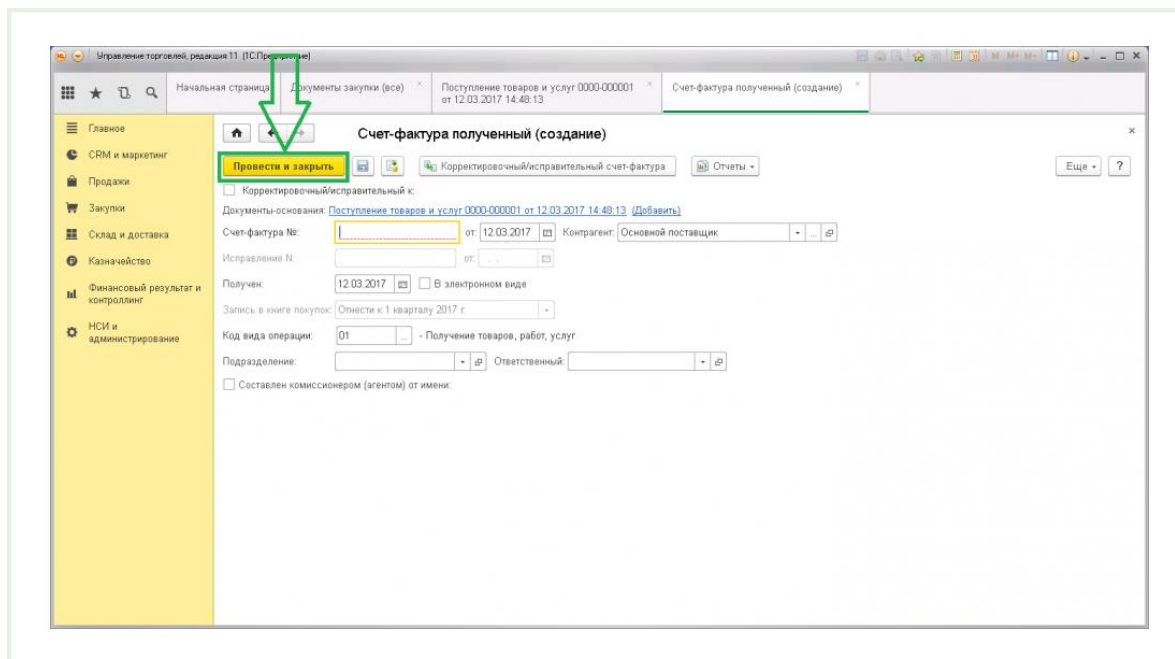 Управление торговлей, редакция 11 (1С:Предприятие)
M M+ M-
Начальная страница
Документы закупки (все)
Поступление товаров и услуг 0000-000001
от 12.03.2017 14:48:13
Счет-фактура полученный (создание)
Главное
CRM и маркетинг
Продажи
Закупки
Склад и доставка
Казначейство
Финансовый результат и
контроллинг
НСИ и
администрирование
Счет-фактура полученный (создание)
Провести и закрыть
Корректировочный/исправительный счет-фактура
Отчеты
Еще
?
Корректировочный/исправительный к:
Документы-основания: Поступление товаров и услуг 0000-000001 от 12.03.2017 14:48:13 (Добавить)
Счет-фактура №: от: 12.03.2017 Контрагент: Основной поставщик ...
Исправление N: от: . .
Получен: 12.03.2017 В электронном виде
Запись в книге покупок: Отнести к 1 кварталу 2017 г.
Код вида операции: 01 ... - Получение товаров, работ, услуг
Подразделение: Ответственный:
Составлен комиссионером (агентом) от имени: